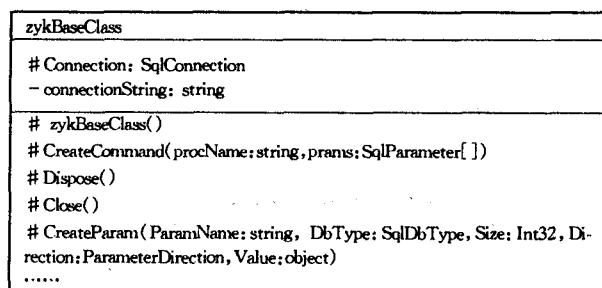 zykBaseClass
# Connection: SqlConnection
- connectionString: string
# zykBaseClass()
# CreateCommand(procName:string,prams:SqlParameter[ ])
# Dispose()
# Close()
# CreateParam(ParamName:string, DbType:SqlDbType,Size:Int32, Di-
rection:ParameterDirection,Value:object)
......